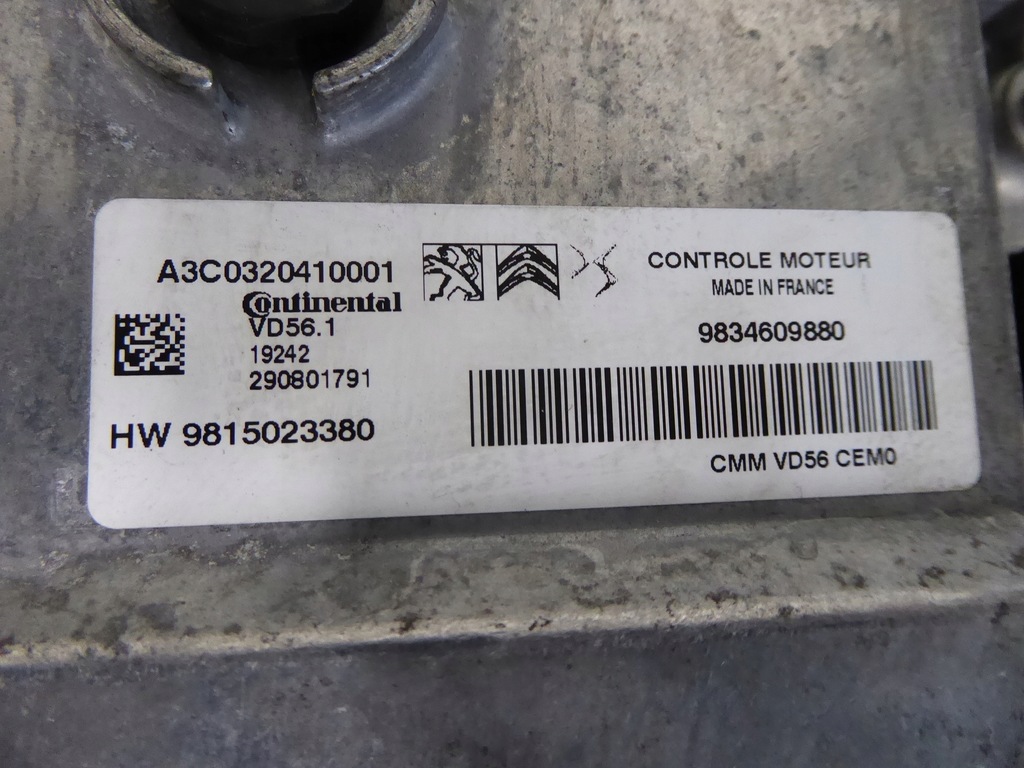 A3C0320410001
Continental
VD56.1
19242
290801791
HW 9815023380
CONTROLE MOTEUR
MADE IN FRANCE
9834609880
CMM VD56 CEM0